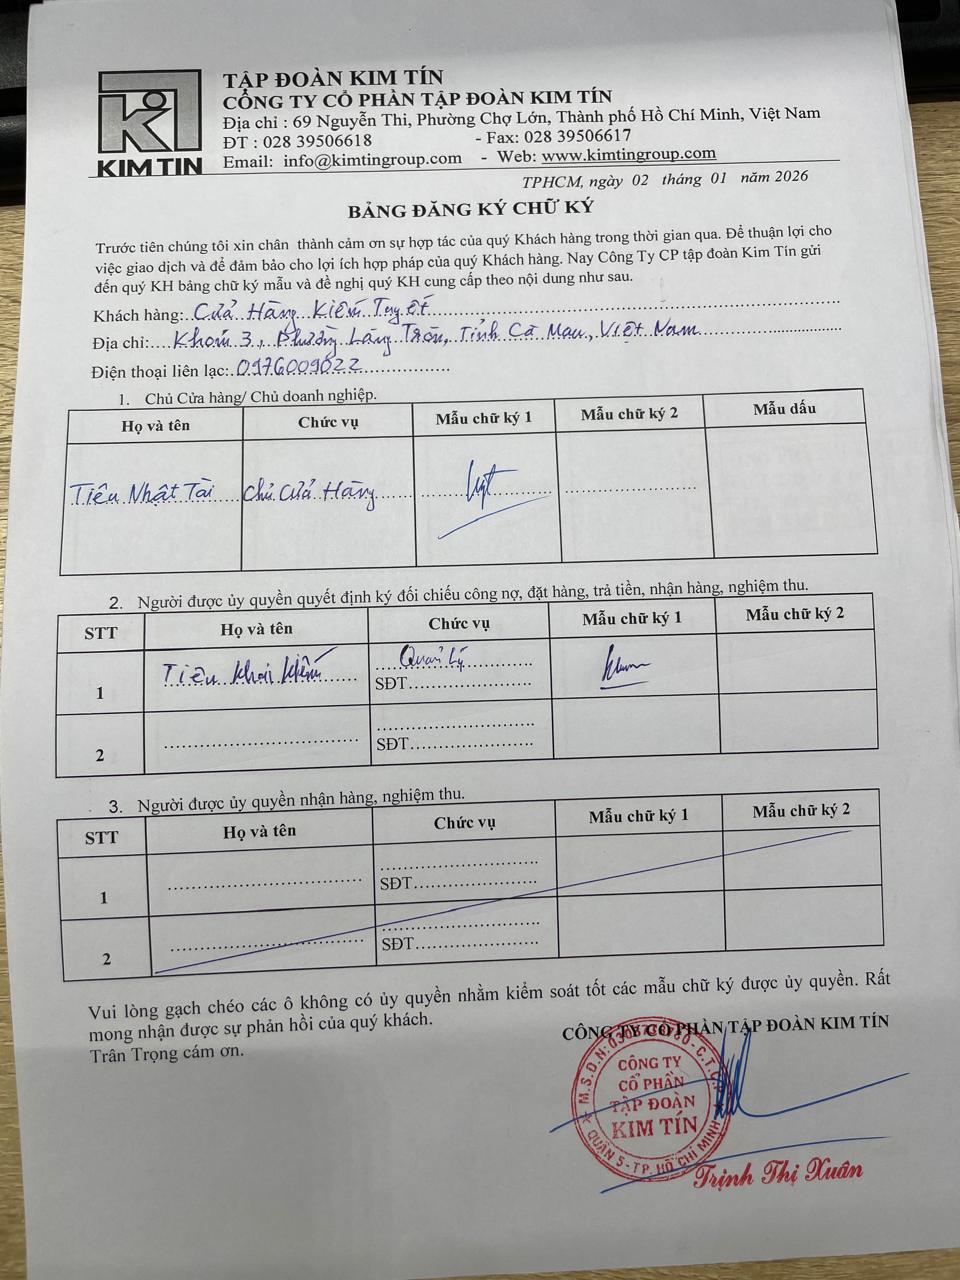 KIM TIN
TẬP ĐOÀN KIM TÍN
CÔNG TY CỔ PHẦN TẬP ĐOÀN KIM TÍN
Địa chỉ : 69 Nguyễn Thi, Phường Chợ Lớn, Thành phố Hồ Chí Minh, Việt Nam
ĐT : 028 39506618 - Fax: 028 39506617
Email: info@kimtingroup.com - Web: www.kimtingroup.com
TPHCM, ngày 02 tháng 01 năm 2026
BẢNG ĐĂNG KÝ CHỮ KÝ
Trước tiên chúng tôi xin chân thành cảm ơn sự hợp tác của quý Khách hàng trong thời gian qua. Để thuận lợi cho
việc giao dịch và để đảm bảo cho lợi ích hợp pháp của quý Khách hàng. Nay Công Ty CP tập đoàn Kim Tín gửi
đến quý KH bảng chữ ký mẫu và đề nghị quý KH cung cấp theo nội dung như sau.
Khách hàng: Cửa Hàng Kiếm Tuyết
Địa chỉ: Khóm 3, Phường Láng Tròn, Tỉnh Cà Mau, Việt Nam
Điện thoại liên lạc: 0976009022
1. Chủ Cửa hàng/ Chủ doanh nghiệp.
Họ và tên Chức vụ Mẫu chữ ký 1 Mẫu chữ ký 2 Mẫu dấu
Tiêu Nhật Tài Chủ Cửa Hàng
2. Người được ủy quyền quyết định ký đối chiếu công nợ, đặt hàng, trả tiền, nhận hàng, nghiệm thu.
STT Họ và tên Chức vụ Mẫu chữ ký 1 Mẫu chữ ký 2
1 Tiêu Khải Kiếm Quản Lý
SĐT
2
SĐT
3. Người được ủy quyền nhận hàng, nghiệm thu.
STT Họ và tên Chức vụ Mẫu chữ ký 1 Mẫu chữ ký 2
1 SĐT
2 SĐT
Vui lòng gạch chéo các ô không có ủy quyền nhằm kiểm soát tốt các mẫu chữ ký được ủy quyền. Rất
mong nhận được sự phản hồi của quý khách.
Trân Trọng cám ơn.
CÔNG TY CỔ PHẦN TẬP ĐOÀN KIM TÍN
M.S.D.N: C.T.C.P
CÔNG TY
CỔ PHẦN
TẬP ĐOÀN
KIM TÍN
QUẬN 5 - TP. HỒ CHÍ MINH
Trịnh Thị Xuân